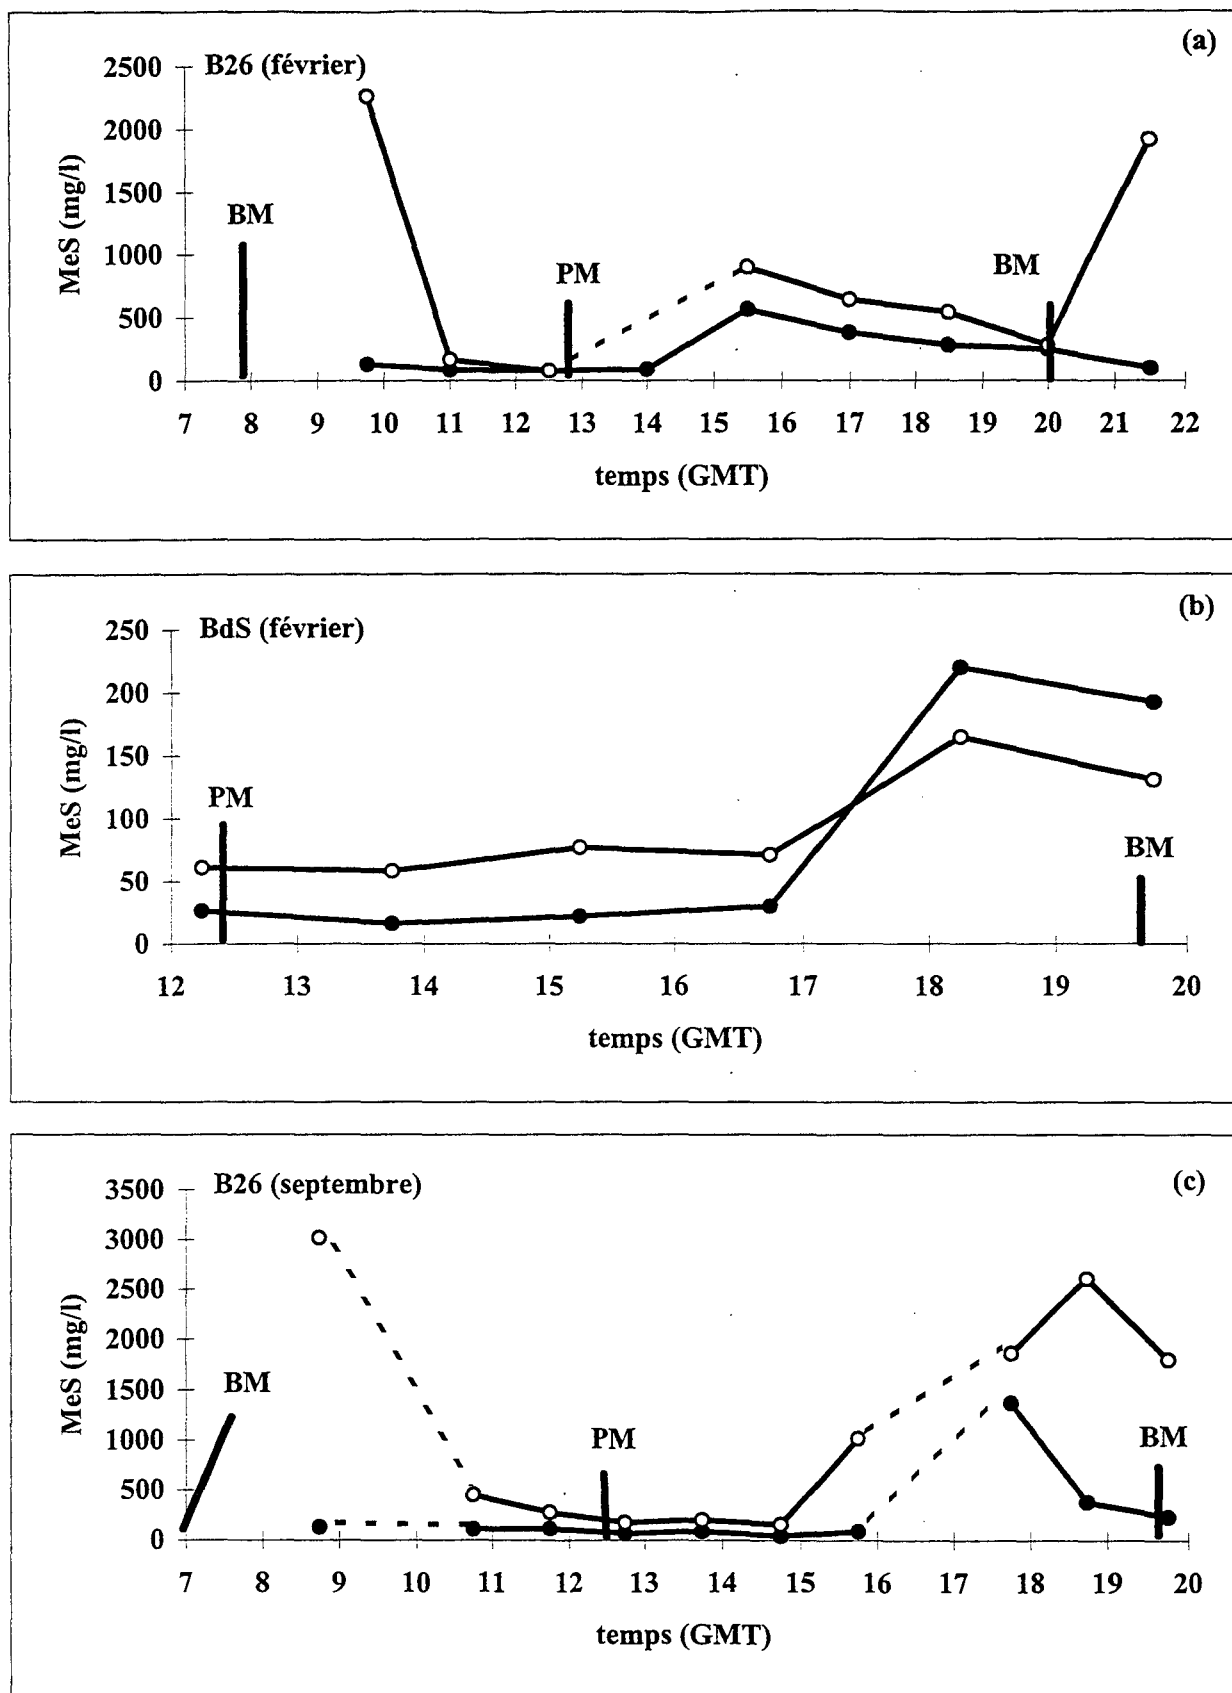 (a)
B26 (février)
2500
2000
1500
1000
500
0
MeS (mg/l)
BM
PM
BM
7 8 9 10 11 12 13 14 15 17 18 19 20 21 22
temps (GMT)
(b)
BdS (février)
250
200
150
100
50
0
MeS (mg/l)
PM
BM
12 13 14 15 16 17 18 19 20
temps (GMT)
(c)
B26 (septembre)
3500
3000
2500
2000
1500
1000
500
0
MeS (mg/l)
BM
PM
BM
7 8 9 10 11 12 13 14 15 16 17 18 19 20
temps (GMT)